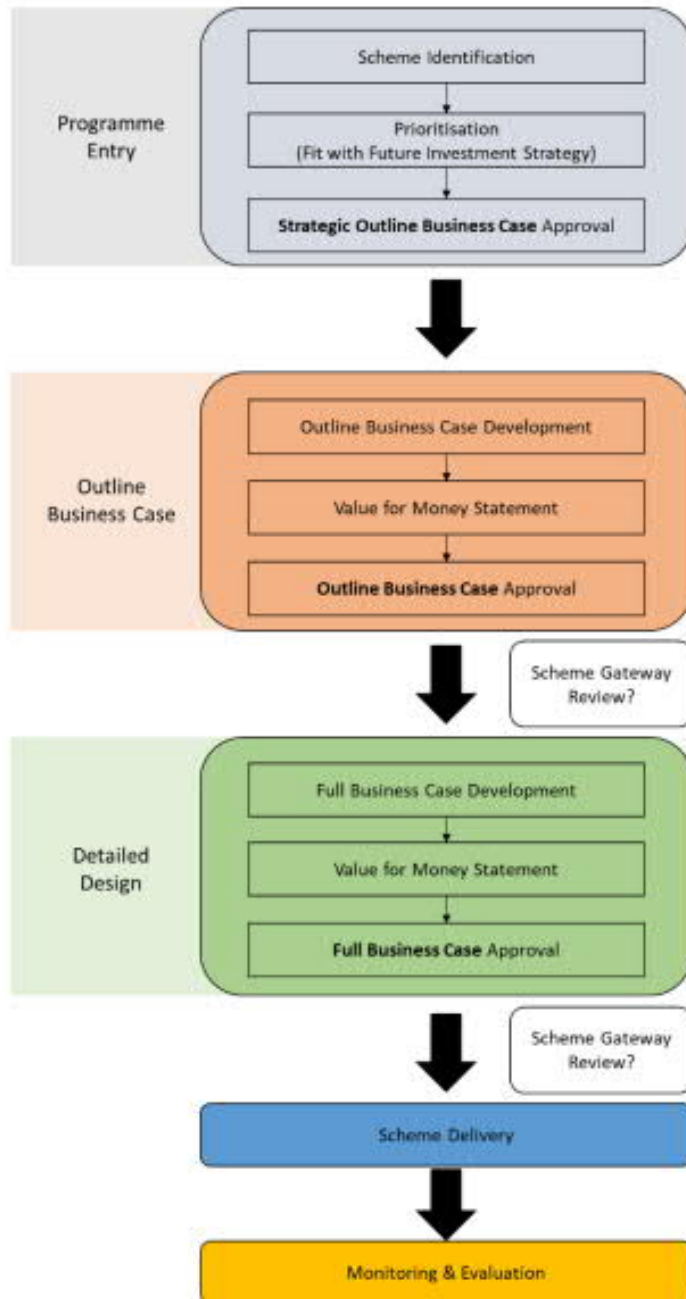 Programme
Entry
Scheme Identification
Prioritisation
(Fit with Future Investment Strategy)
Strategic Outline Business Case Approval
Outline
Business Case
Outline Business Case Development
Value for Money Statement
Outline Business Case Approval
Scheme Gateway
Review?
Detailed
Design
Full Business Case Development
Value for Money Statement
Full Business Case Approval
Scheme Gateway
Review?
Scheme Delivery
Monitoring & Evaluation